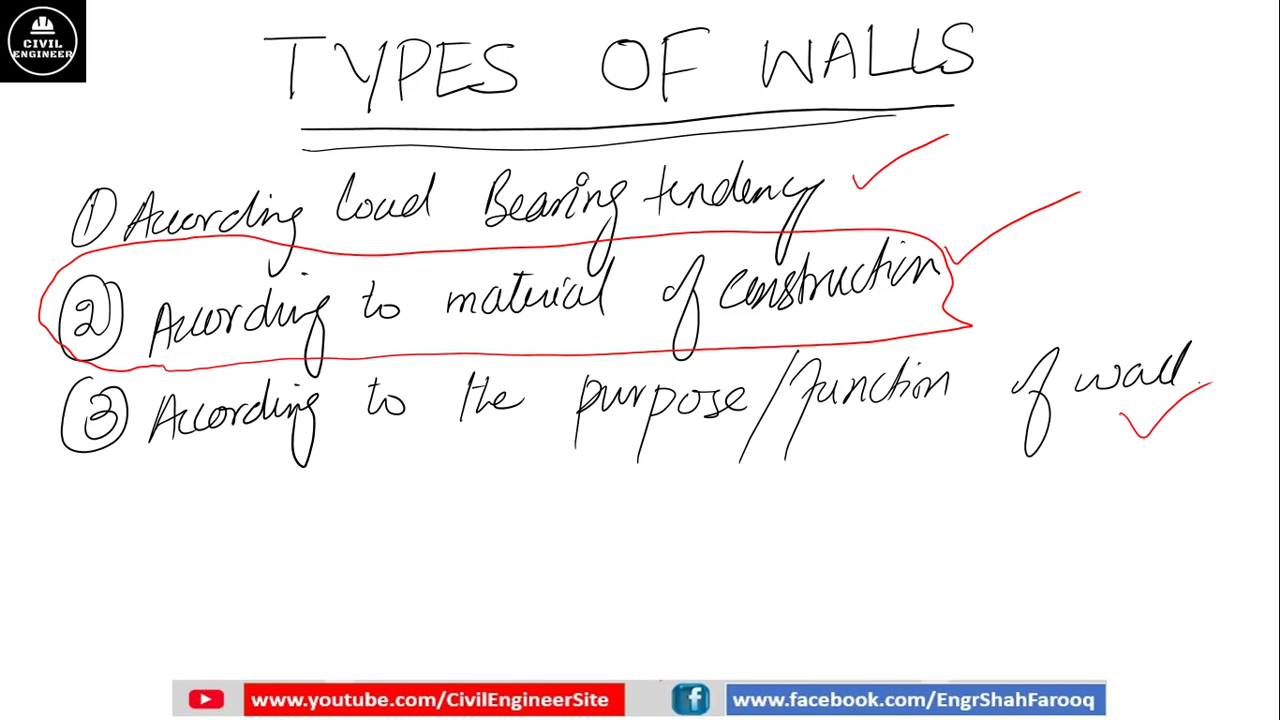 CIVIL
ENGINEER
TYPES OF WALLS
① According load Bearing tendency
② According to material of construction
③ According to the purpose/function of wall.
www.youtube.com/CivilEngineerSite
www.facebook.com/EngrShahFarooq